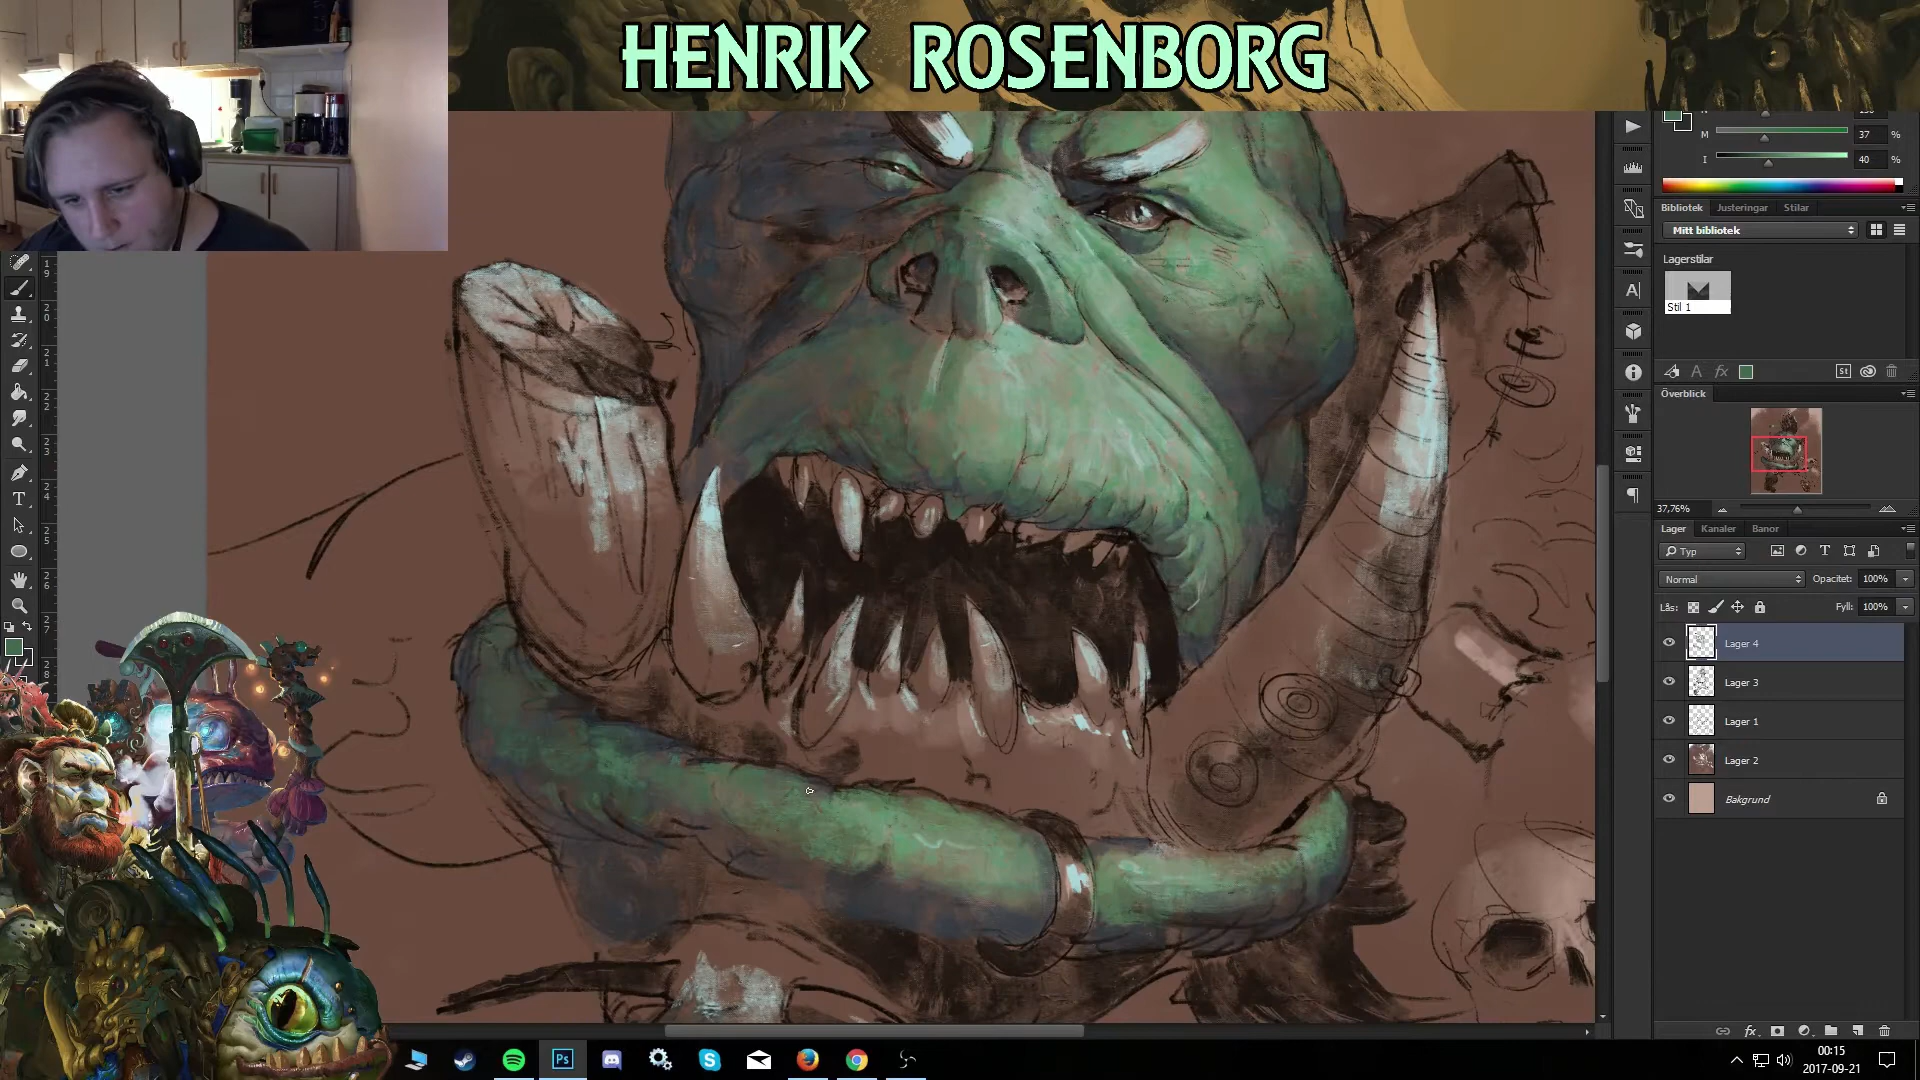 HENRIK ROSENBORG
M 37 %
I 40 %
Bibliotek Justeringar Stilar
Mitt bibliotek
Lagerstilar
Stil 1
Överblick
37,76%
Lager Kanaler Banor
Typ
Normal Opacitet: 100%
Lås: Fyll: 100%
Lager 4
Lager 3
Lager 1
Lager 2
Bakgrund
Ps
00:15
2017-09-21